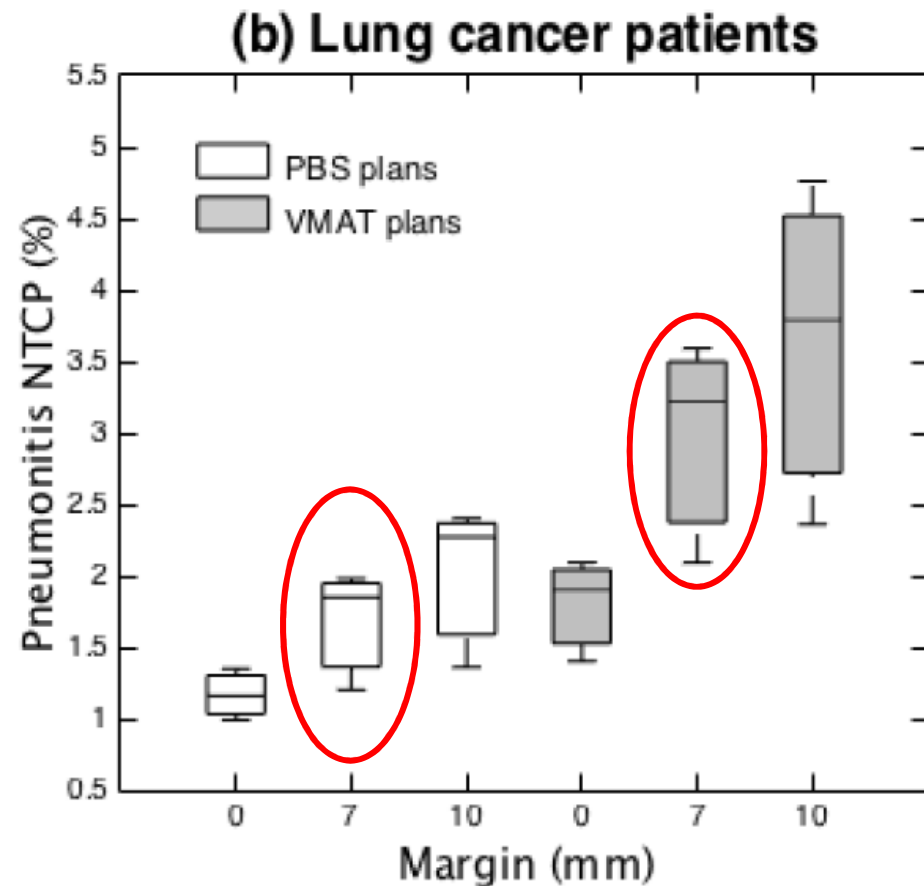 (b) Lung cancer patients
PBS plans
VMAT plans
Pneumonitis NTCP (%)
5.5
5
4.5
4
3.5
3
2.5
2
1.5
1
0.5
0 7 10 0 7 10
Margin (mm)